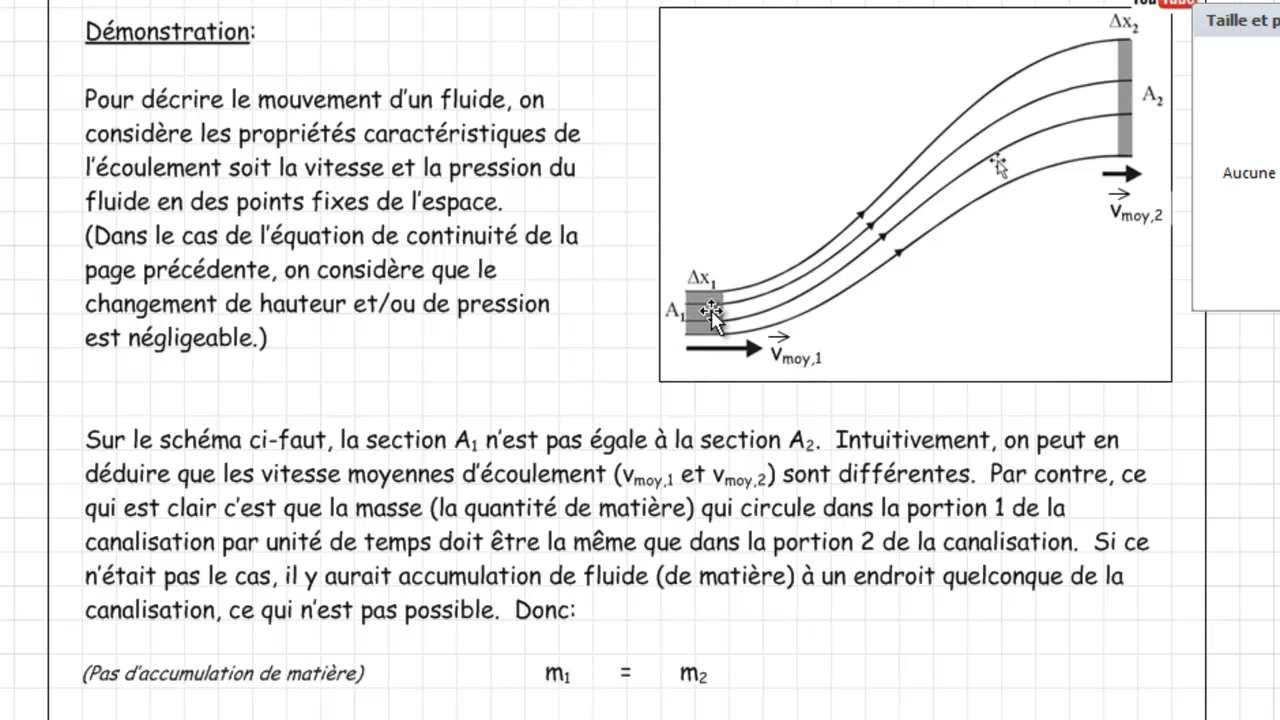 Démonstration:
Pour décrire le mouvement d'un fluide, on
considère les propriétés caractéristiques de
l'écoulement soit la vitesse et la pression du
fluide en des points fixes de l'espace.
(Dans le cas de l'équation de continuité de la
page précédente, on considère que le
changement de hauteur et/ou de pression
est négligeable.)
Δx₂
A₂
v moy,2
Δx₁
A₁
v moy,1
Taille et p
Aucune
Sur le schéma ci-faut, la section A₁ n'est pas égale à la section A₂. Intuitivement, on peut en
déduire que les vitesse moyennes d'écoulement (vmoy,1 et vmoy,2) sont différentes. Par contre, ce
qui est clair c'est que la masse (la quantité de matière) qui circule dans la portion 1 de la
canalisation par unité de temps doit être la même que dans la portion 2 de la canalisation. Si ce
n'était pas le cas, il y aurait accumulation de fluide (de matière) à un endroit quelconque de la
canalisation, ce qui n'est pas possible. Donc:
(Pas d'accumulation de matière) m₁ = m₂